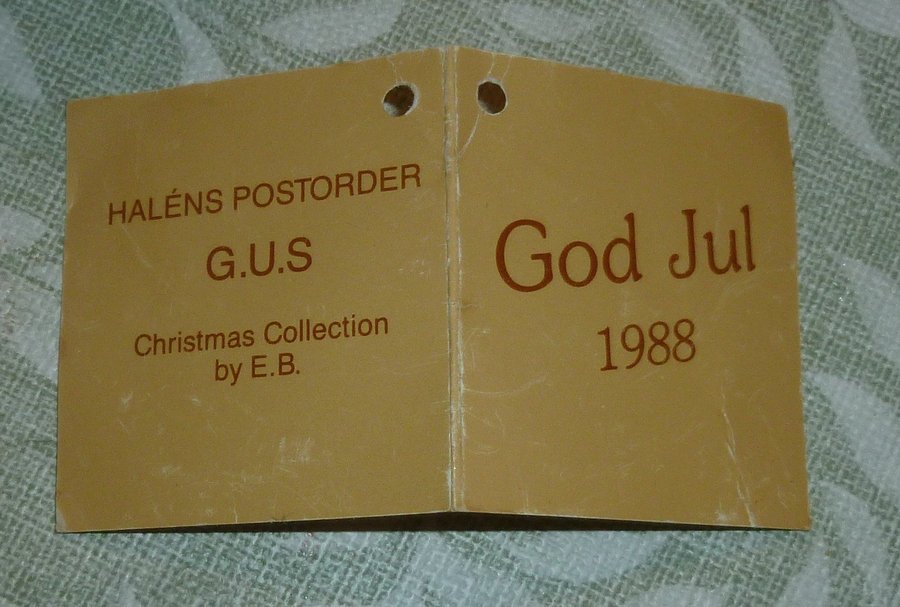 HALÉNS POSTORDER
G.U.S
Christmas Collection
by E.B.
God Jul
1988